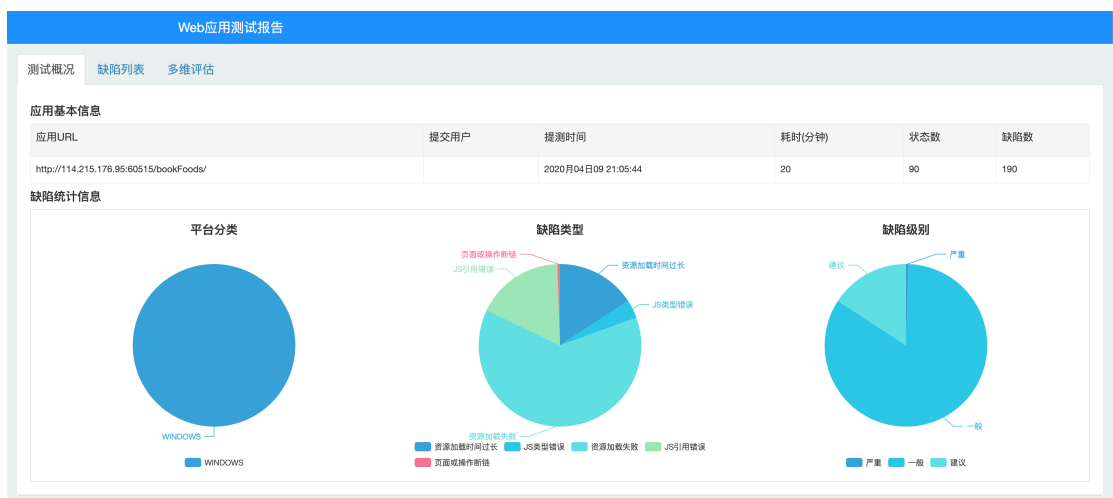 Web应用测试报告
测试概况 缺陷列表 多维评估
应用基本信息
应用URL 提交用户 提测时间 耗时(分钟) 状态数 缺陷数
http://114.215.176.95:60515/bookFoods/ 2020月04日09 21:05:44 20 90 190
缺陷统计信息
平台分类 缺陷类型 缺陷级别
页面或操作断链 严重
JS引用错误 资源加载时间过长 建议
JS类型错误
WINDOWS 资源加载失败 一般
资源加载时间过长 JS类型错误 资源加载失败 JS引用错误
WINDOWS 页面或操作断链 严重 一般 建议